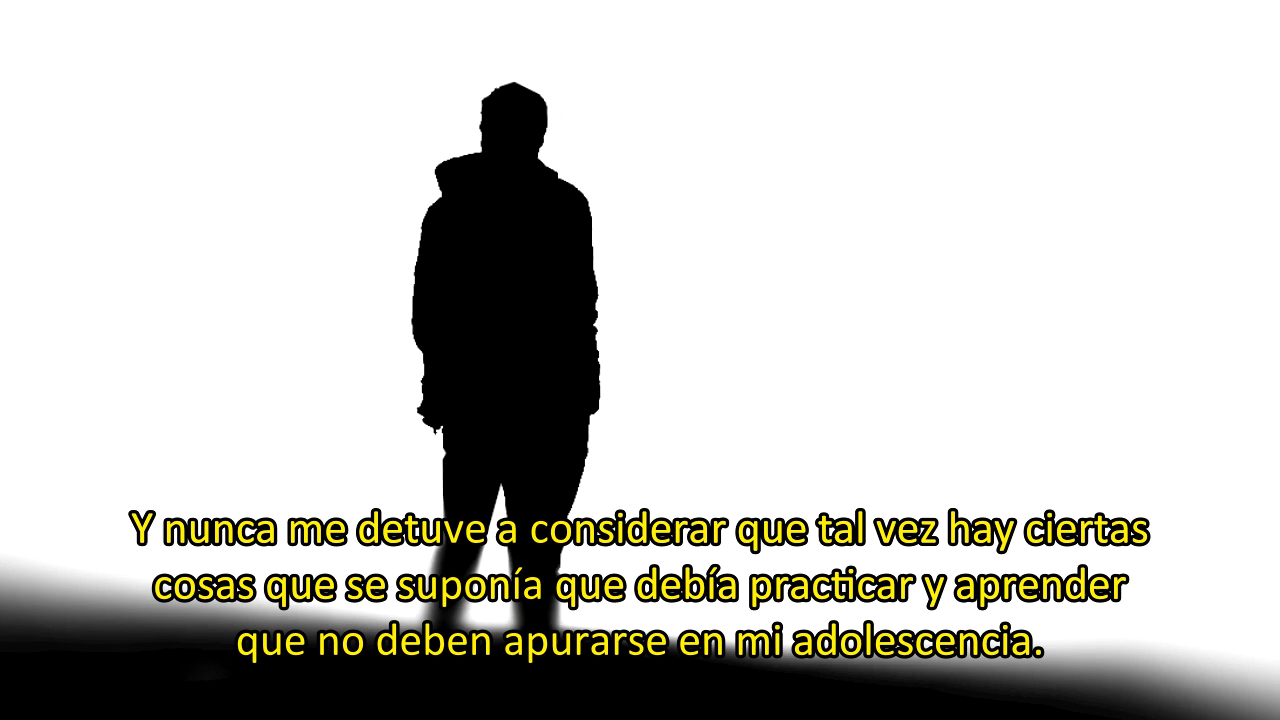 Y nunca me detuve a considerar que tal vez hay ciertas
cosas que se suponía que debía practicar y aprender
que no deben apurarse en mi adolescencia.